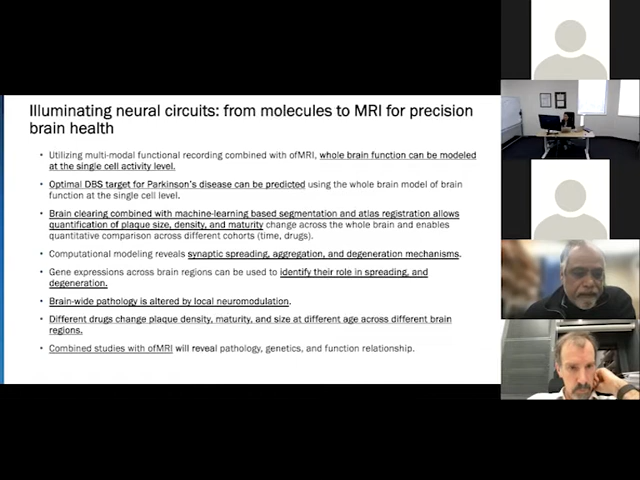 Illuminating neural circuits: from molecules to MRI for precision
brain health
• Utilizing multi-modal functional recording combined with ofMRI, whole brain function can be modeled
at the single cell activity level.
• Optimal DBS target for Parkinson's disease can be predicted using the whole brain model of brain
function at the single cell level.
• Brain clearing combined with machine-learning based segmentation and atlas registration allows
quantification of plaque size, density, and maturity change across the whole brain and enables
quantitative comparison across different cohorts (time, drugs).
• Computational modeling reveals synaptic spreading, aggregation, and degeneration mechanisms.
• Gene expressions across brain regions can be used to identify their role in spreading, and
degeneration.
• Brain-wide pathology is altered by local neuromodulation.
• Different drugs change plaque density, maturity, and size at different age across different brain
regions.
• Combined studies with ofMRI will reveal pathology, genetics, and function relationship.